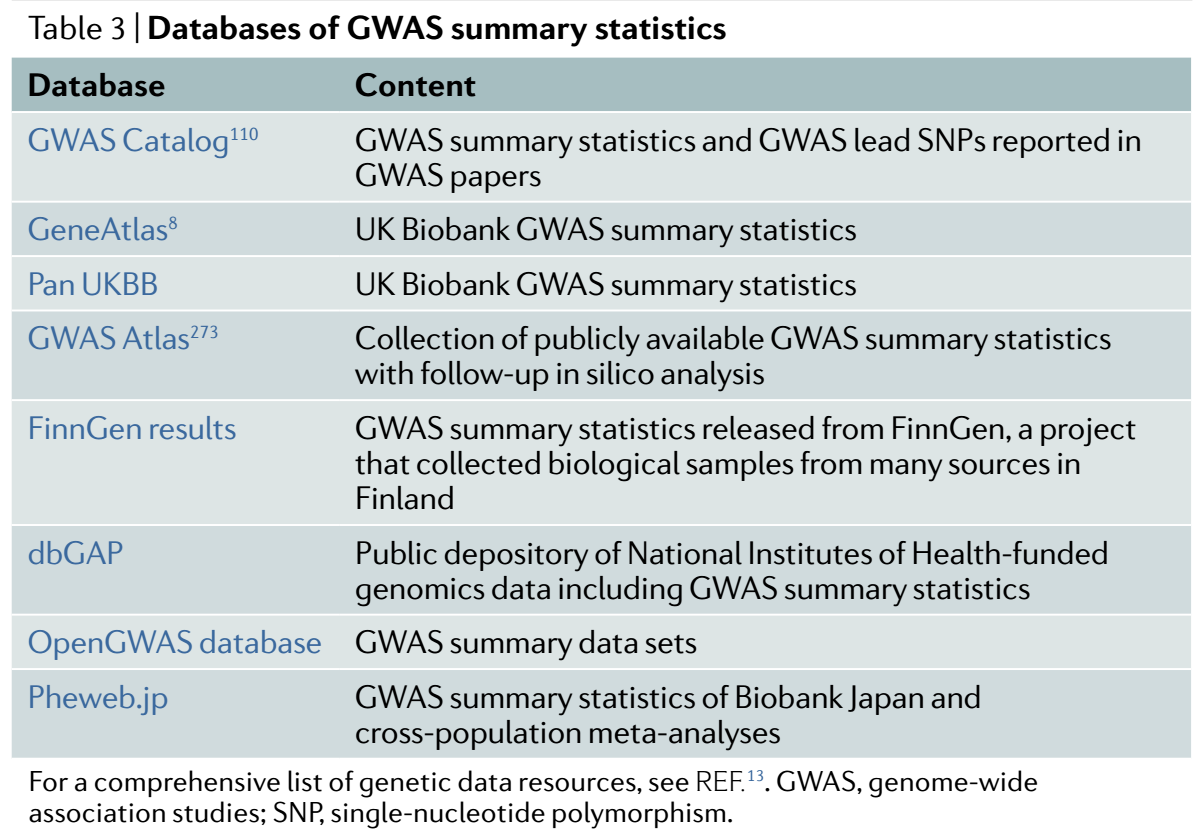 Table 3 | Databases of GWAS summary statistics
Database Content
GWAS Catalog110 GWAS summary statistics and GWAS lead SNPs reported in
GWAS papers
GeneAtlas8 UK Biobank GWAS summary statistics
Pan UKBB UK Biobank GWAS summary statistics
GWAS Atlas273 Collection of publicly available GWAS summary statistics
with follow-up in silico analysis
FinnGen results GWAS summary statistics released from FinnGen, a project
that collected biological samples from many sources in
Finland
dbGAP Public depository of National Institutes of Health-funded
genomics data including GWAS summary statistics
OpenGWAS database GWAS summary data sets
Pheweb.jp GWAS summary statistics of Biobank Japan and
cross-population meta-analyses
For a comprehensive list of genetic data resources, see REF.13. GWAS, genome-wide
association studies; SNP, single-nucleotide polymorphism.